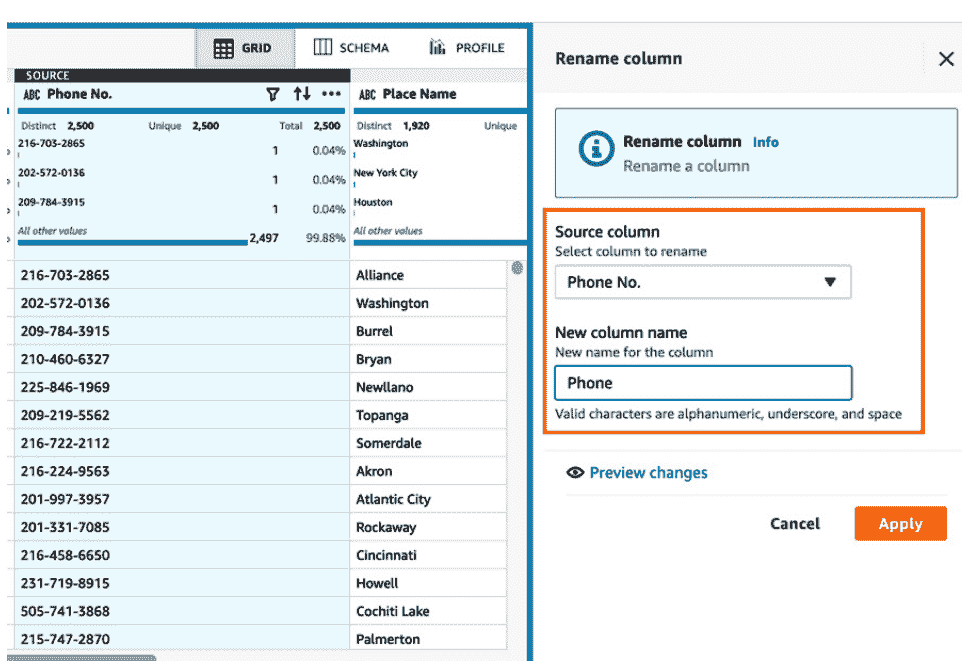 GRID SCHEMA PROFILE
SOURCE
ABC Phone No. ABC Place Name
Distinct 2,500 Unique 2,500 Total 2,500 Distinct 1,920 Unique
216-703-2865 1 0.04% Washington
202-572-0136 1 0.04% New York City
209-784-3915 1 0.04% Houston
All other values 2,497 99.88% All other values
216-703-2865 Alliance
202-572-0136 Washington
209-784-3915 Burrel
210-460-6327 Bryan
225-846-1969 Newllano
209-219-5562 Topanga
216-722-2112 Somerdale
216-224-9563 Akron
201-997-3957 Atlantic City
201-331-7085 Rockaway
216-458-6650 Cincinnati
231-719-8915 Howell
505-741-3868 Cochiti Lake
215-747-2870 Palmerton
Rename column
Rename column Info
Rename a column
Source column
Select column to rename
Phone No.
New column name
New name for the column
Phone
Valid characters are alphanumeric, underscore, and space
Preview changes
Cancel Apply